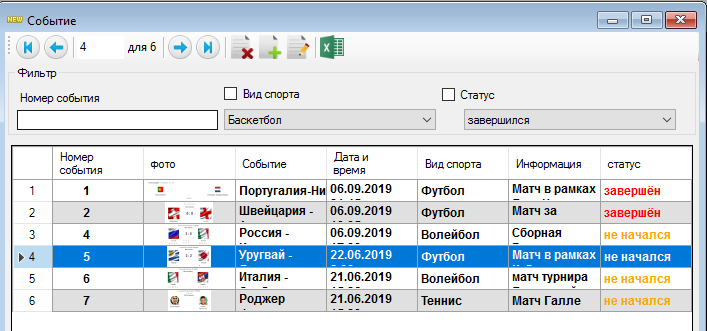 NEW Событие
4 для 6
Фильтр
Номер события
Вид спорта
Статус
Баскетбол
завершился
Номер события
фото
Событие
Дата и время
Вид спорта
Информация
статус
1 1 Португалия-Ни 06.09.2019 Футбол Матч в рамках завершён
2 2 Швейцария - 06.09.2019 Футбол Матч за завершён
3 4 Россия - 06.09.2019 Волейбол Сборная не начался
4 5 Уругвай - 22.06.2019 Футбол Матч в рамках не начался
5 6 Италия - 21.06.2019 Волейбол матч турнира не начался
6 7 Роджер 21.06.2019 Теннис Матч Галле не начался